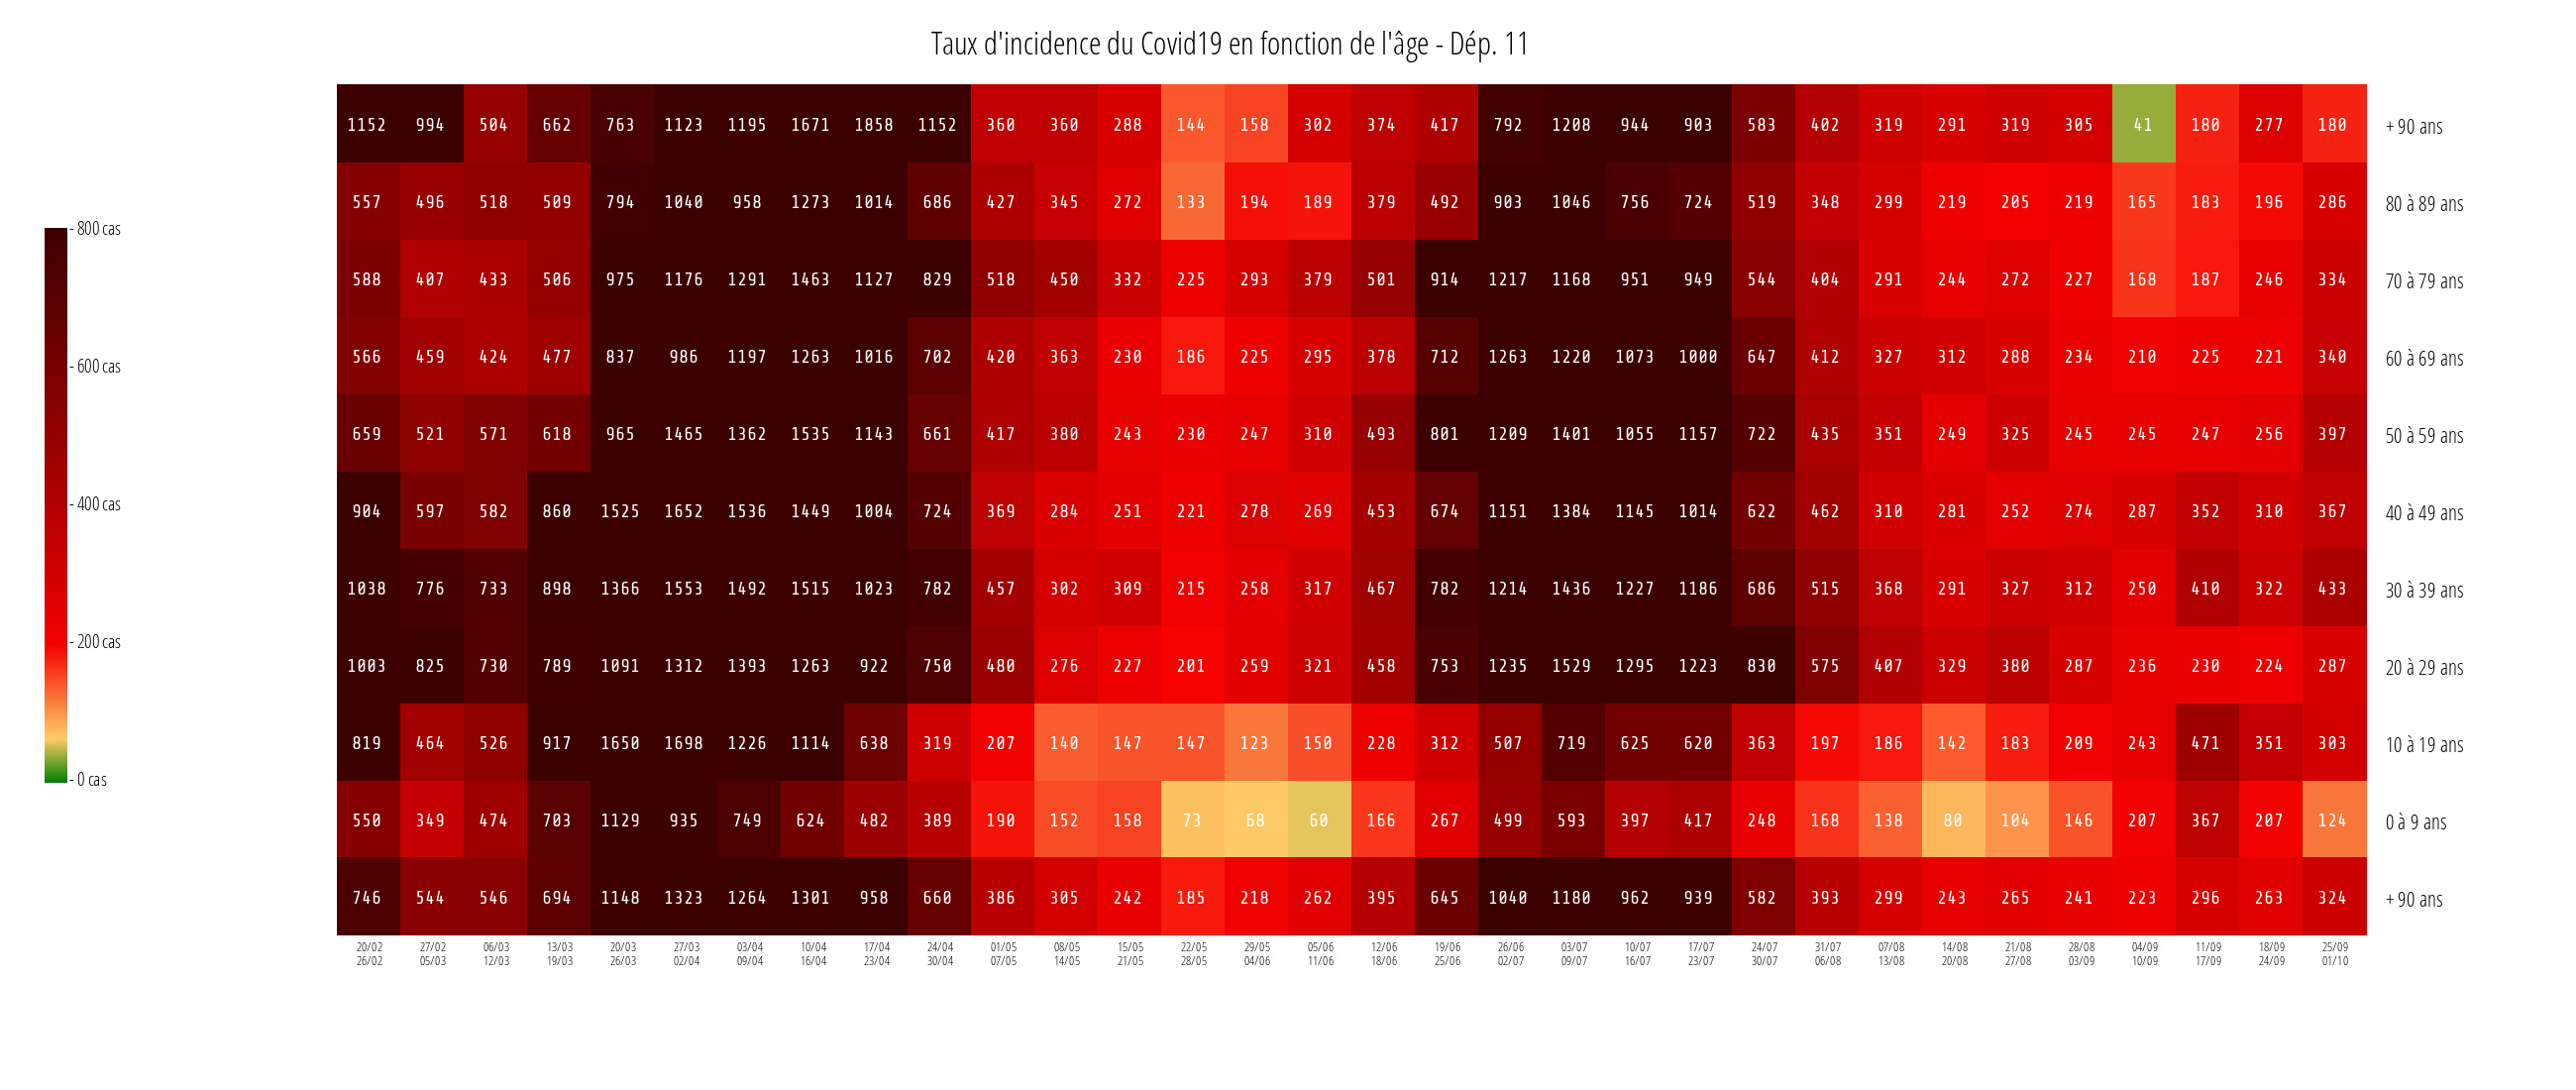 Taux d'incidence du Covid19 en fonction de l'âge - Dép. 11
- 800 cas
- 600 cas
- 400 cas
- 200 cas
- 0 cas
1152 994 504 662 763 1123 1195 1671 1858 1152 360 360 288 144 158 302 374 417 792 1208 944 903 583 402 319 291 319 305 41 180 277 180 + 90 ans
557 496 518 509 794 1040 958 1273 1014 686 427 345 272 133 194 189 379 492 903 1046 756 724 519 348 299 219 205 219 165 183 196 286 80 à 89 ans
588 407 433 506 975 1176 1291 1463 1127 829 518 450 332 225 293 379 501 914 1217 1168 951 949 544 404 291 244 272 227 168 187 246 334 70 à 79 ans
566 459 424 477 837 986 1197 1263 1016 702 420 363 230 186 225 295 378 712 1263 1220 1073 1000 647 412 327 312 288 234 210 225 221 340 60 à 69 ans
659 521 571 618 965 1465 1362 1535 1143 661 417 380 243 230 247 310 493 801 1209 1401 1055 1157 722 435 351 249 325 245 245 247 256 397 50 à 59 ans
904 597 582 860 1525 1652 1536 1449 1004 724 369 284 251 221 278 269 453 674 1151 1384 1145 1014 622 462 310 281 252 274 287 352 310 367 40 à 49 ans
1038 776 733 898 1366 1553 1492 1515 1023 782 457 302 309 215 258 317 467 782 1214 1436 1227 1186 686 515 368 291 327 312 250 410 322 433 30 à 39 ans
1003 825 730 789 1091 1312 1393 1263 922 750 480 276 227 201 259 321 458 753 1235 1529 1295 1223 830 575 407 329 380 287 236 230 224 287 20 à 29 ans
819 464 526 917 1650 1698 1226 1114 638 319 207 140 147 147 123 150 228 312 507 719 625 620 363 197 186 142 183 209 243 471 351 303 10 à 19 ans
550 349 474 703 1129 935 749 624 482 389 190 152 158 73 68 60 166 267 499 593 397 417 248 168 138 80 104 146 207 367 207 124 0 à 9 ans
746 544 546 694 1148 1323 1264 1301 958 660 386 305 242 185 218 262 395 645 1040 1180 962 939 582 393 299 243 265 241 223 296 263 324 + 90 ans
20/02 27/02 06/03 13/03 20/03 27/03 03/04 10/04 17/04 24/04 01/05 08/05 15/05 22/05 29/05 05/06 12/06 19/06 26/06 03/07 10/07 17/07 24/07 31/07 07/08 14/08 21/08 28/08 04/09 11/09 18/09 25/09
26/02 05/03 12/03 19/03 26/03 02/04 09/04 16/04 23/04 30/04 07/05 14/05 21/05 28/05 04/06 11/06 18/06 25/06 02/07 09/07 16/07 23/07 30/07 06/08 13/08 20/08 27/08 03/09 10/09 17/09 24/09 01/10